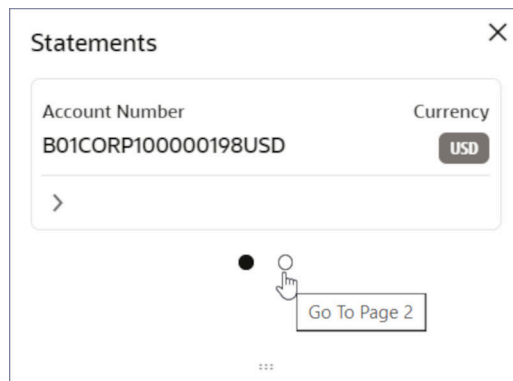 Statements
Account Number
Currency
B01CORP100000198USD
USD
Go To Page 2